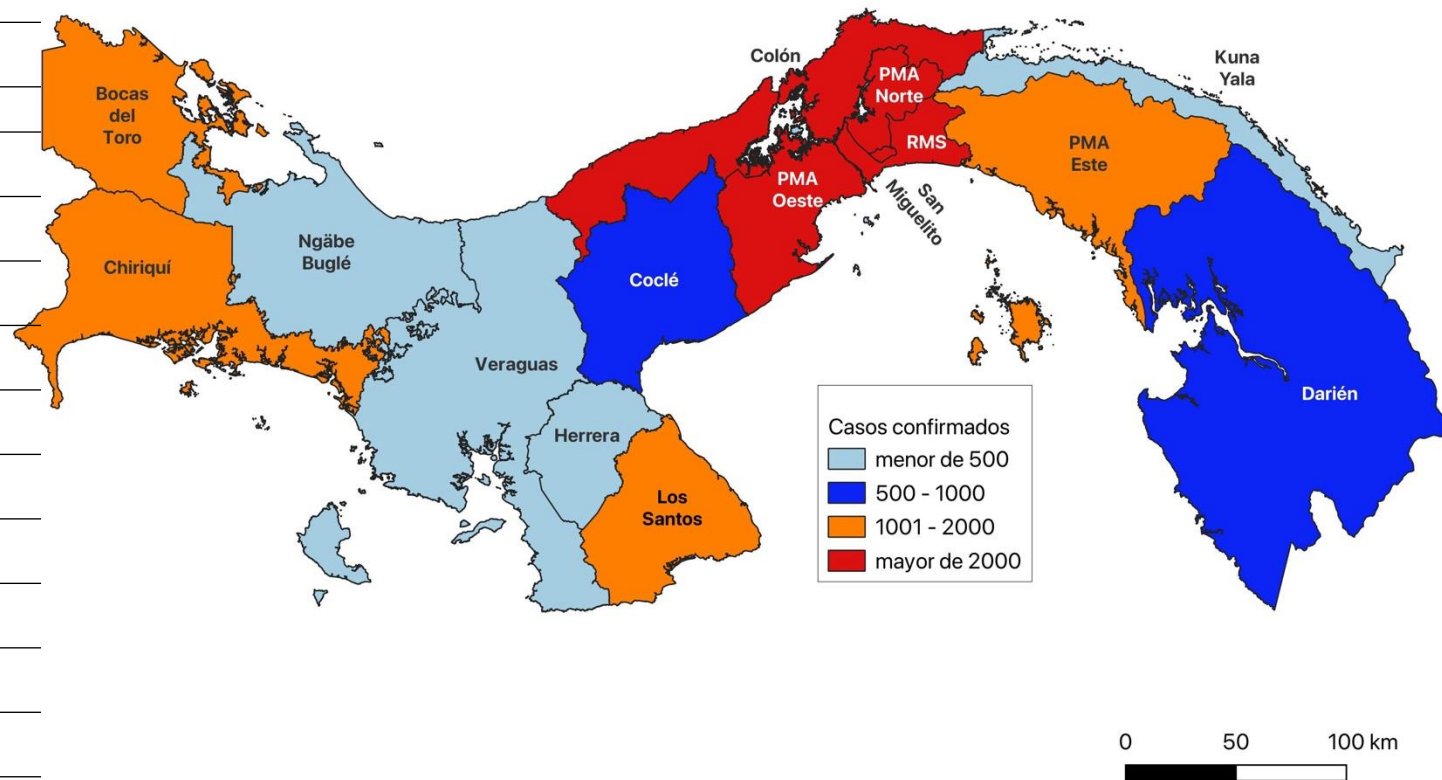 Bocas
del
Toro
Chiriquí
Ngäbe
Buglé
Veraguas
Herrera
Los
Santos
Coclé
Colón
PMA
Norte
RMS
PMA
Oeste
San
Miguelito
PMA
Este
Kuna
Yala
Darién
Casos confirmados
menor de 500
500 - 1000
1001 - 2000
mayor de 2000
0 50 100 km